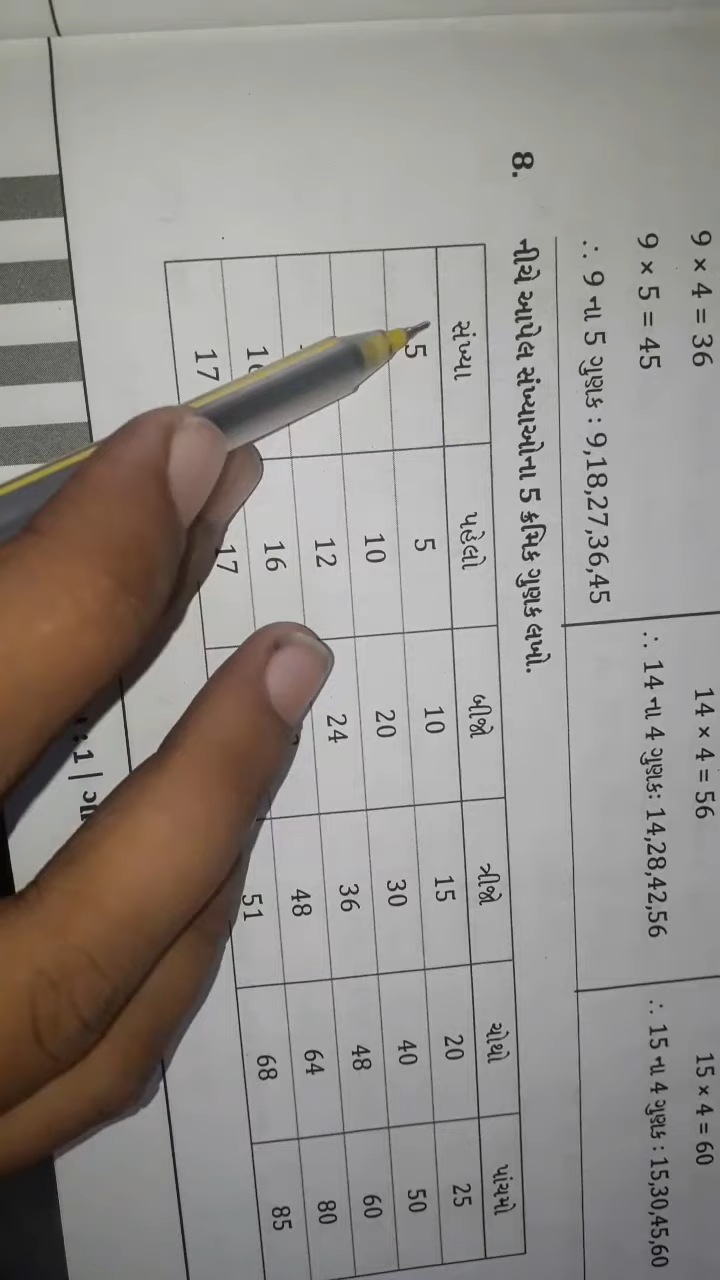 9 × 4 = 36
14 × 4 = 56
15 × 4 = 60
9 × 5 = 45
∴ 14 ના 4 ગુણક: 14,28,42,56
∴ 15 ના 4 ગુણક : 15,30,45,60
∴ 9 ના 5 ગુણક : 9,18,27,36,45
8. નીચે આપેલ સંખ્યાઓના 5 ક્રમિક ગુણક લખો.
સંખ્યા પહેલો બીજો ત્રીજો ચોથો પાંચમો
5 5 10 15 20 25
10 20 30 40 50
12 24 36 48 60
16 48 64 80
17 17 51 68 85
: 1 |